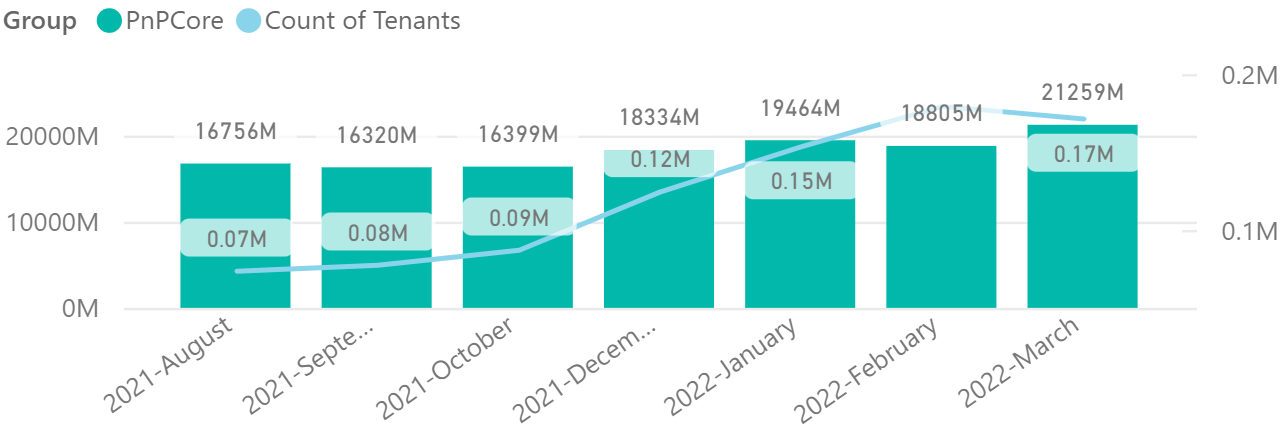 Group PnPCore Count of Tenants
0.2M
21259M
19464M
18805M
18334M
16756M
16320M
16399M
20000M
0.12M
0.17M
0.15M
10000M
0.09M
0.08M
0.07M
0.1M
0M
2021-August
2021-Septe...
2021-October
2021-Decem...
2022-January
2022-February
2022-March